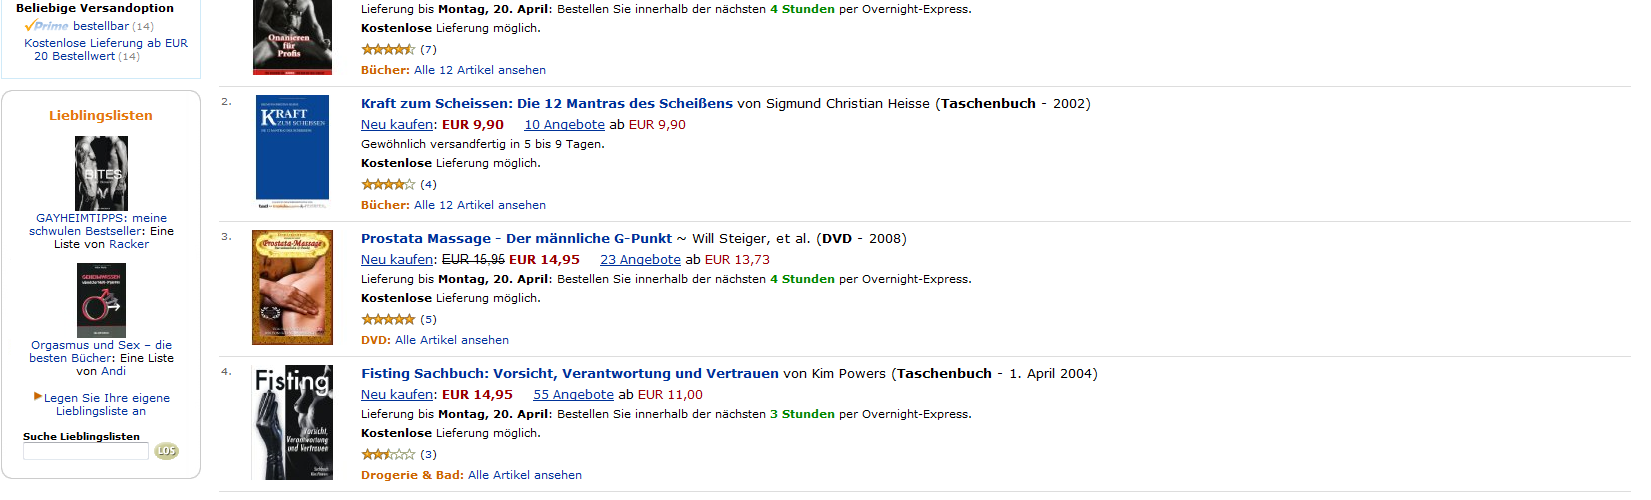 Beliebige Versandoption
Prime bestellbar (14)
Kostenlose Lieferung ab EUR
20 Bestellwert (14)
Lieblingslisten
BITES
GAYHEIMTIPPS: meine
schwulen Bestseller: Eine
Liste von Racker
GEHEIMWISSEN
Orgasmus und Sex – die
besten Bücher: Eine Liste
von Andi
Legen Sie Ihre eigene
Lieblingsliste an
Suche Lieblingslisten
LOS
Onanieren
für
Profis
Lieferung bis Montag, 20. April: Bestellen Sie innerhalb der nächsten 4 Stunden per Overnight-Express.
Kostenlose Lieferung möglich.
(7)
Bücher: Alle 12 Artikel ansehen
2.
KRAFT
ZUM SCHEISSEN
Kraft zum Scheissen: Die 12 Mantras des Scheißens von Sigmund Christian Heisse (Taschenbuch - 2002)
Neu kaufen: EUR 9,90 10 Angebote ab EUR 9,90
Gewöhnlich versandfertig in 5 bis 9 Tagen.
Kostenlose Lieferung möglich.
(4)
Bücher: Alle 12 Artikel ansehen
3.
Prostata-Massage
Prostata Massage - Der männliche G-Punkt ~ Will Steiger, et al. (DVD - 2008)
Neu kaufen: EUR 15,95 EUR 14,95 23 Angebote ab EUR 13,73
Lieferung bis Montag, 20. April: Bestellen Sie innerhalb der nächsten 4 Stunden per Overnight-Express.
Kostenlose Lieferung möglich.
(5)
DVD: Alle Artikel ansehen
4.
Fisting
Vorsicht,
Verantwortung
und Vertrauen
Sachbuch
Kim Powers
Fisting Sachbuch: Vorsicht, Verantwortung und Vertrauen von Kim Powers (Taschenbuch - 1. April 2004)
Neu kaufen: EUR 14,95 55 Angebote ab EUR 11,00
Lieferung bis Montag, 20. April: Bestellen Sie innerhalb der nächsten 3 Stunden per Overnight-Express.
Kostenlose Lieferung möglich.
(3)
Drogerie & Bad: Alle Artikel ansehen